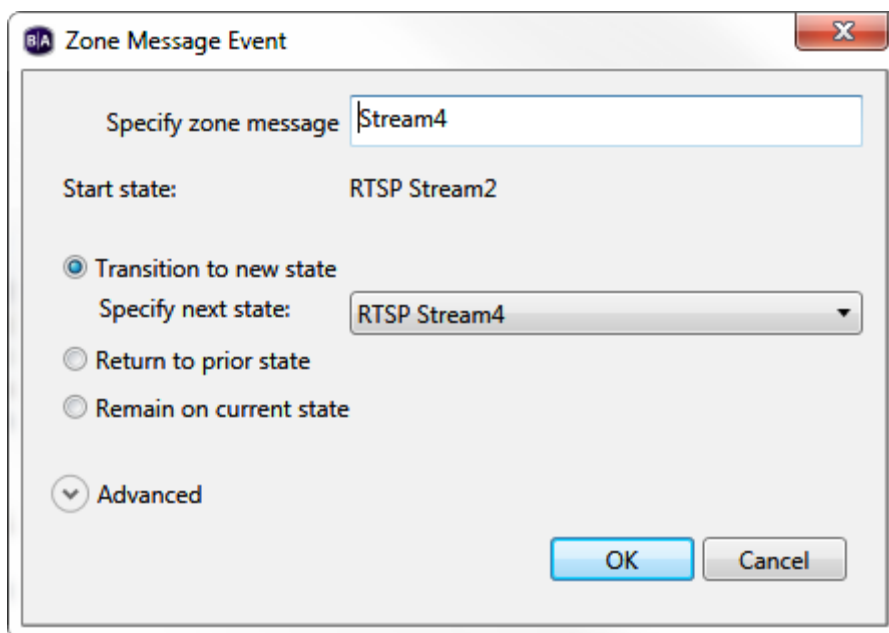 B|A Zone Message Event
Specify zone message Stream4
Start state: RTSP Stream2
Transition to new state
Specify next state: RTSP Stream4
Return to prior state
Remain on current state
Advanced
OK Cancel